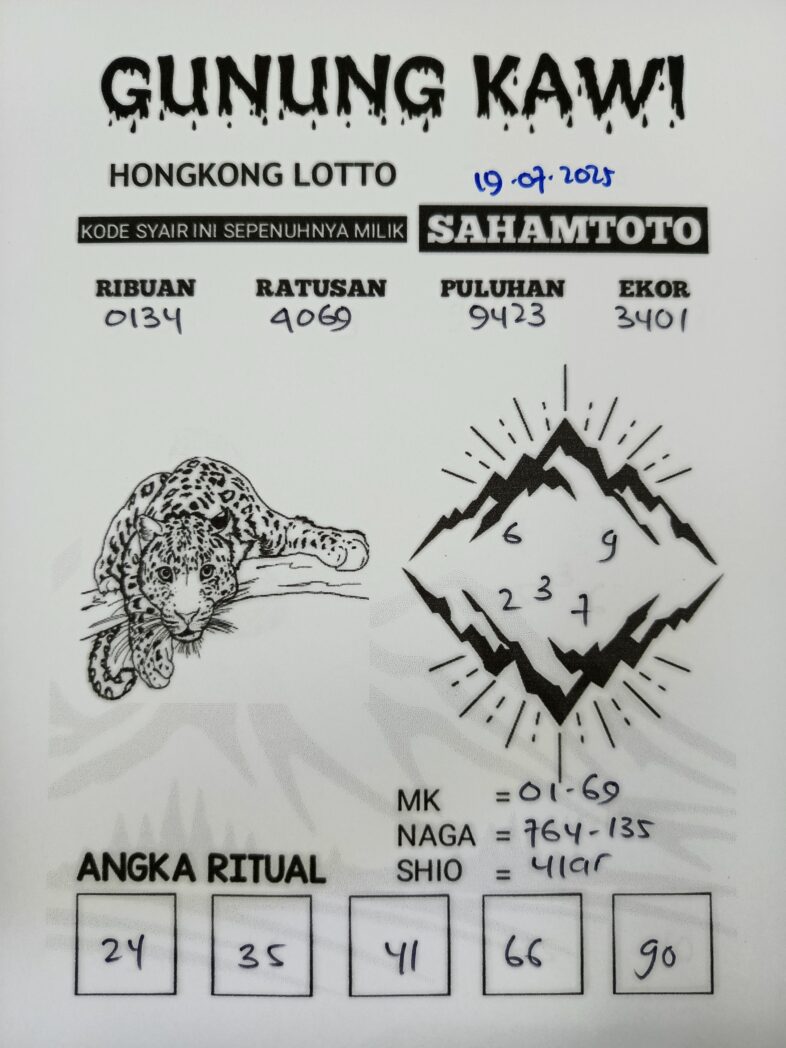 GUNUNG KAWI
HONGKONG LOTTO 19.07.2025
KODE SYAIR INI SEPENUHNYA MILIK SAHAMTOTO
RIBUAN RATUSAN PULUHAN EKOR
0134 4069 9423 3401
6 9
2 3 7
MK = 01-69
NAGA = 764-135
SHIO = Ular
ANGKA RITUAL
24 35 41 66 90